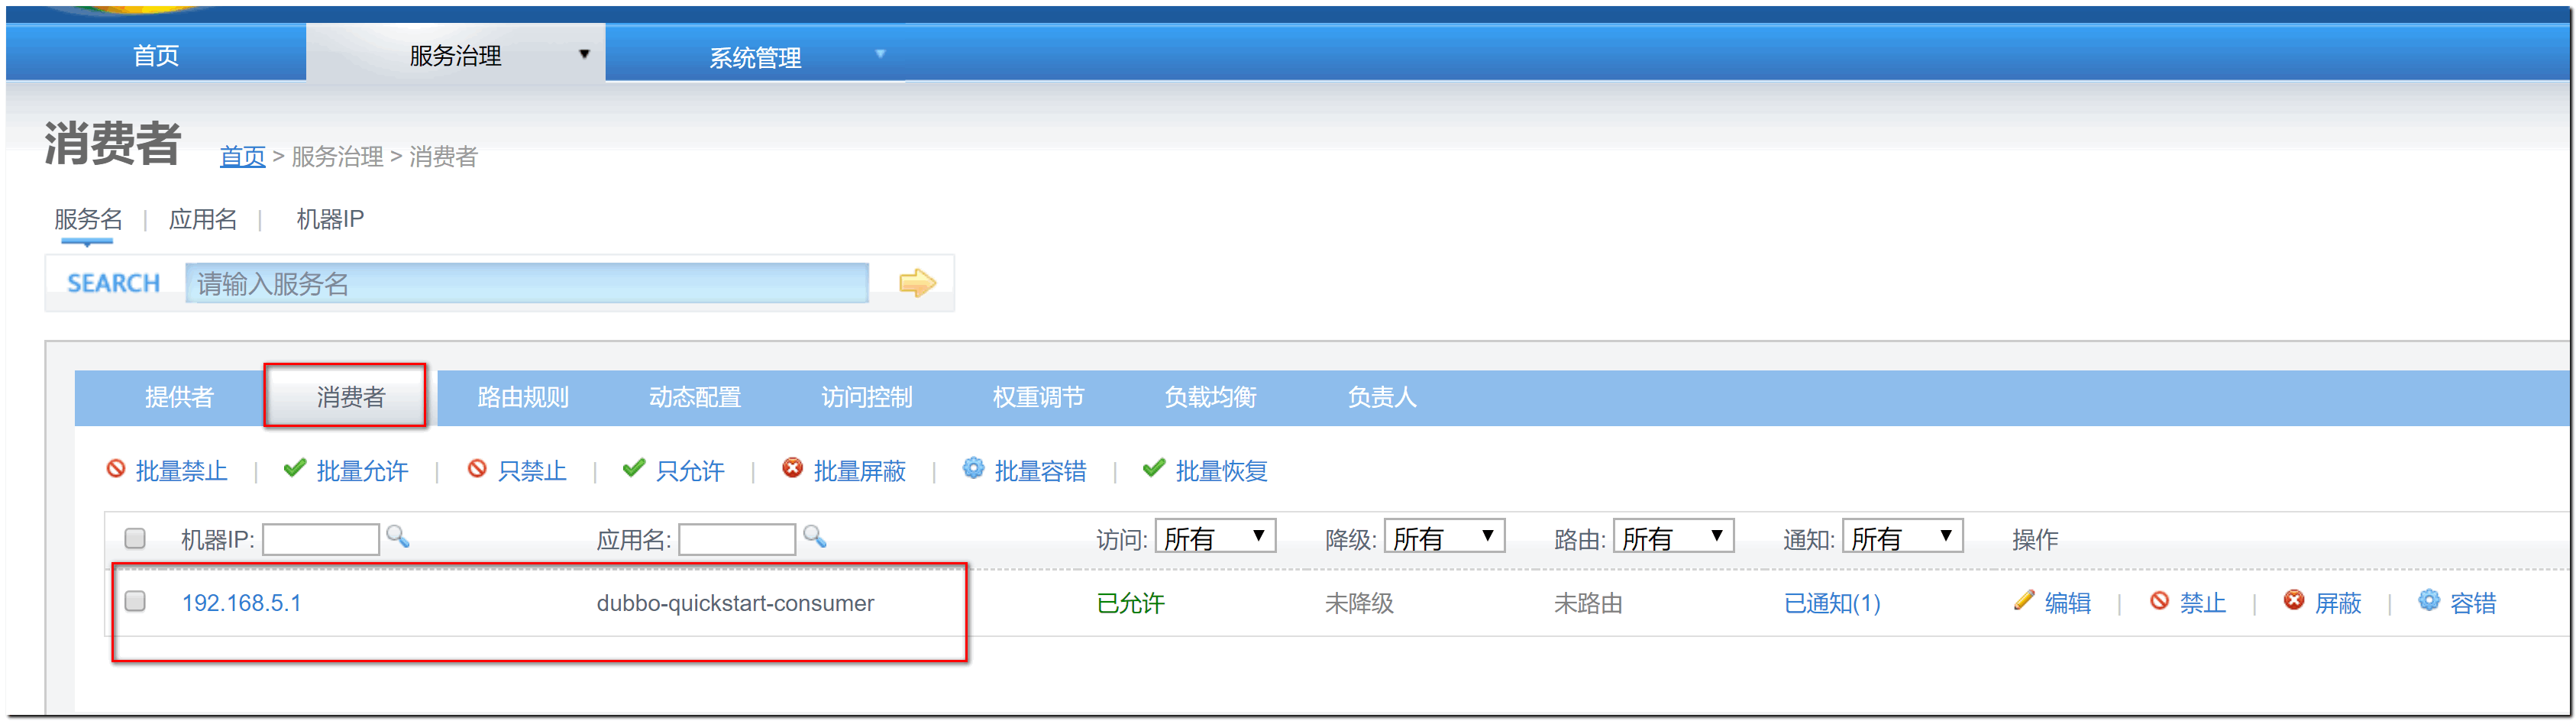 首页 服务治理 ▼ 系统管理 ▼
消费者 首页 > 服务治理 > 消费者
服务名 | 应用名 | 机器IP
SEARCH 请输入服务名
提供者 消费者 路由规则 动态配置 访问控制 权重调节 负载均衡 负责人
批量禁止 | 批量允许 | 只禁止 | 只允许 | 批量屏蔽 | 批量容错 | 批量恢复
机器IP: 应用名: 访问: 所有 ▼ 降级: 所有 ▼ 路由: 所有 ▼ 通知: 所有 ▼ 操作
192.168.5.1 dubbo-quickstart-consumer 已允许 未降级 未路由 已通知(1) 编辑 | 禁止 | 屏蔽 | 容错